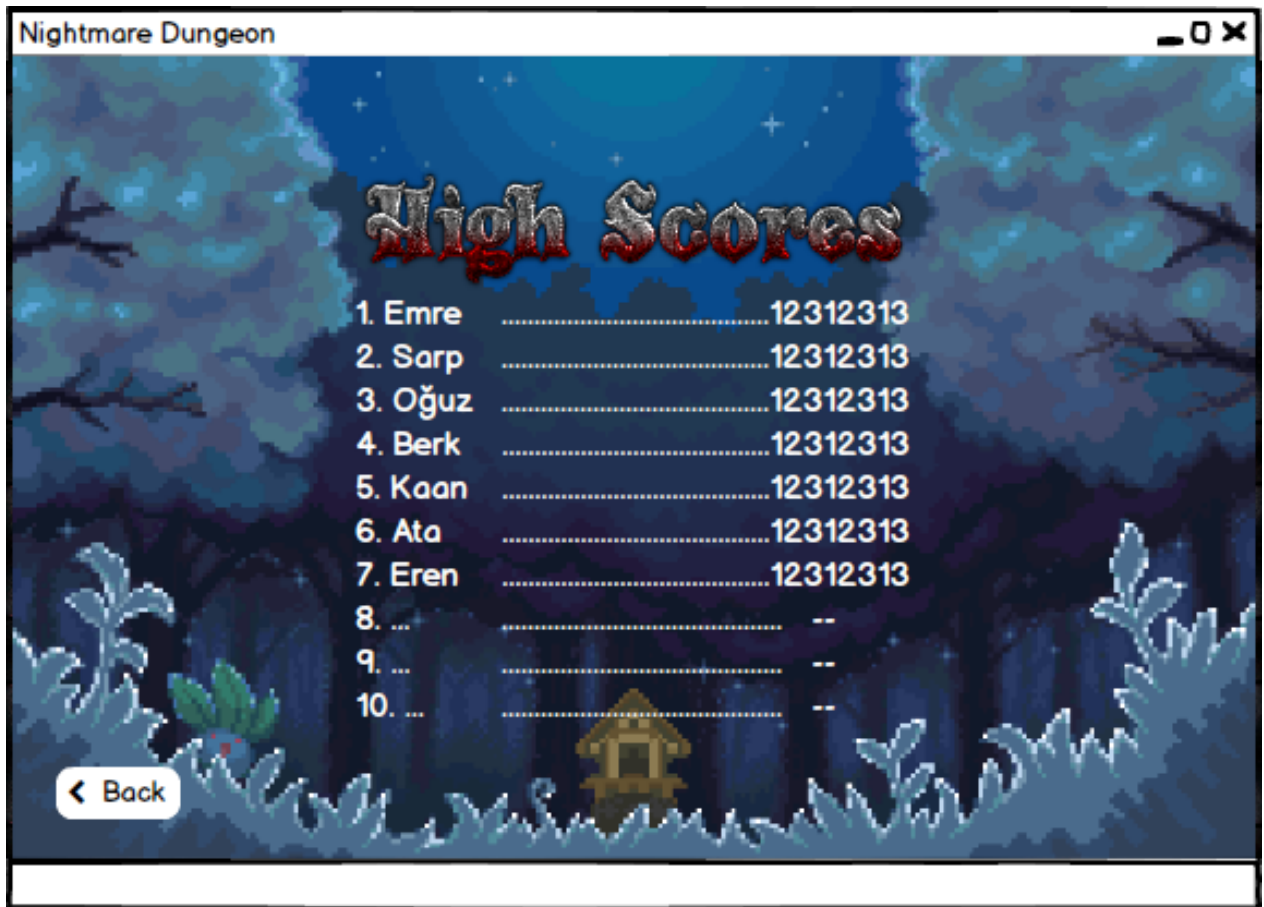 Nightmare Dungeon
High Scores
1. Emre ........................................12312313
2. Sarp ........................................12312313
3. Oğuz ........................................12312313
4. Berk ........................................12312313
5. Kaan ........................................12312313
6. Ata ........................................12312313
7. Eren ........................................12312313
8. ... .......................................... --
9. ... .......................................... --
10. ... .......................................... --
Back